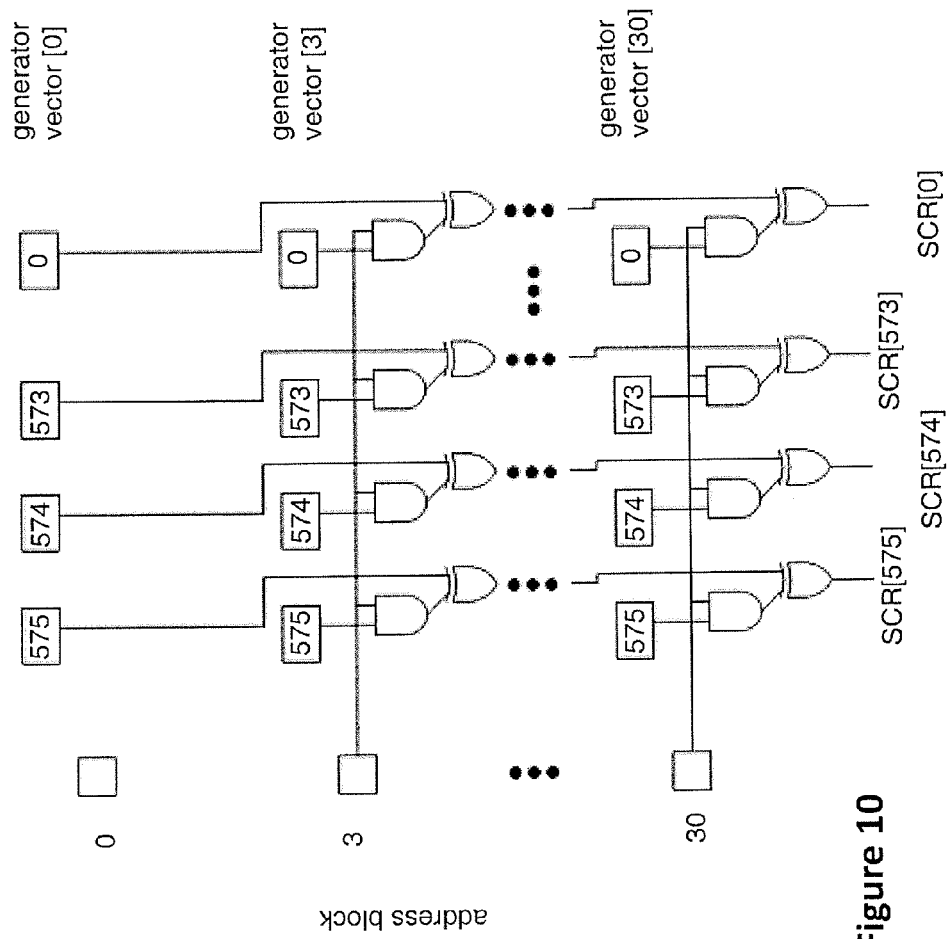 generator
vector [0]
575
574
573
0
0
generator
vector [3]
575
574
573
0
3
generator
vector [30]
575
574
573
0
30
address block
SCR[575]
SCR[574]
SCR[573]
SCR[0]
Figure 10